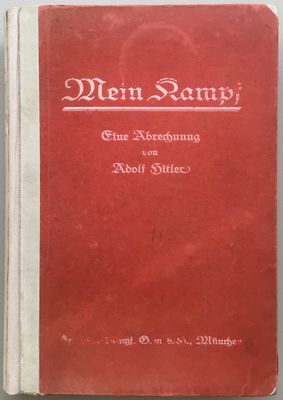 Mein Kampf
Eine Abrechnung
von
Adolf Hitler
G. m. b. H., München